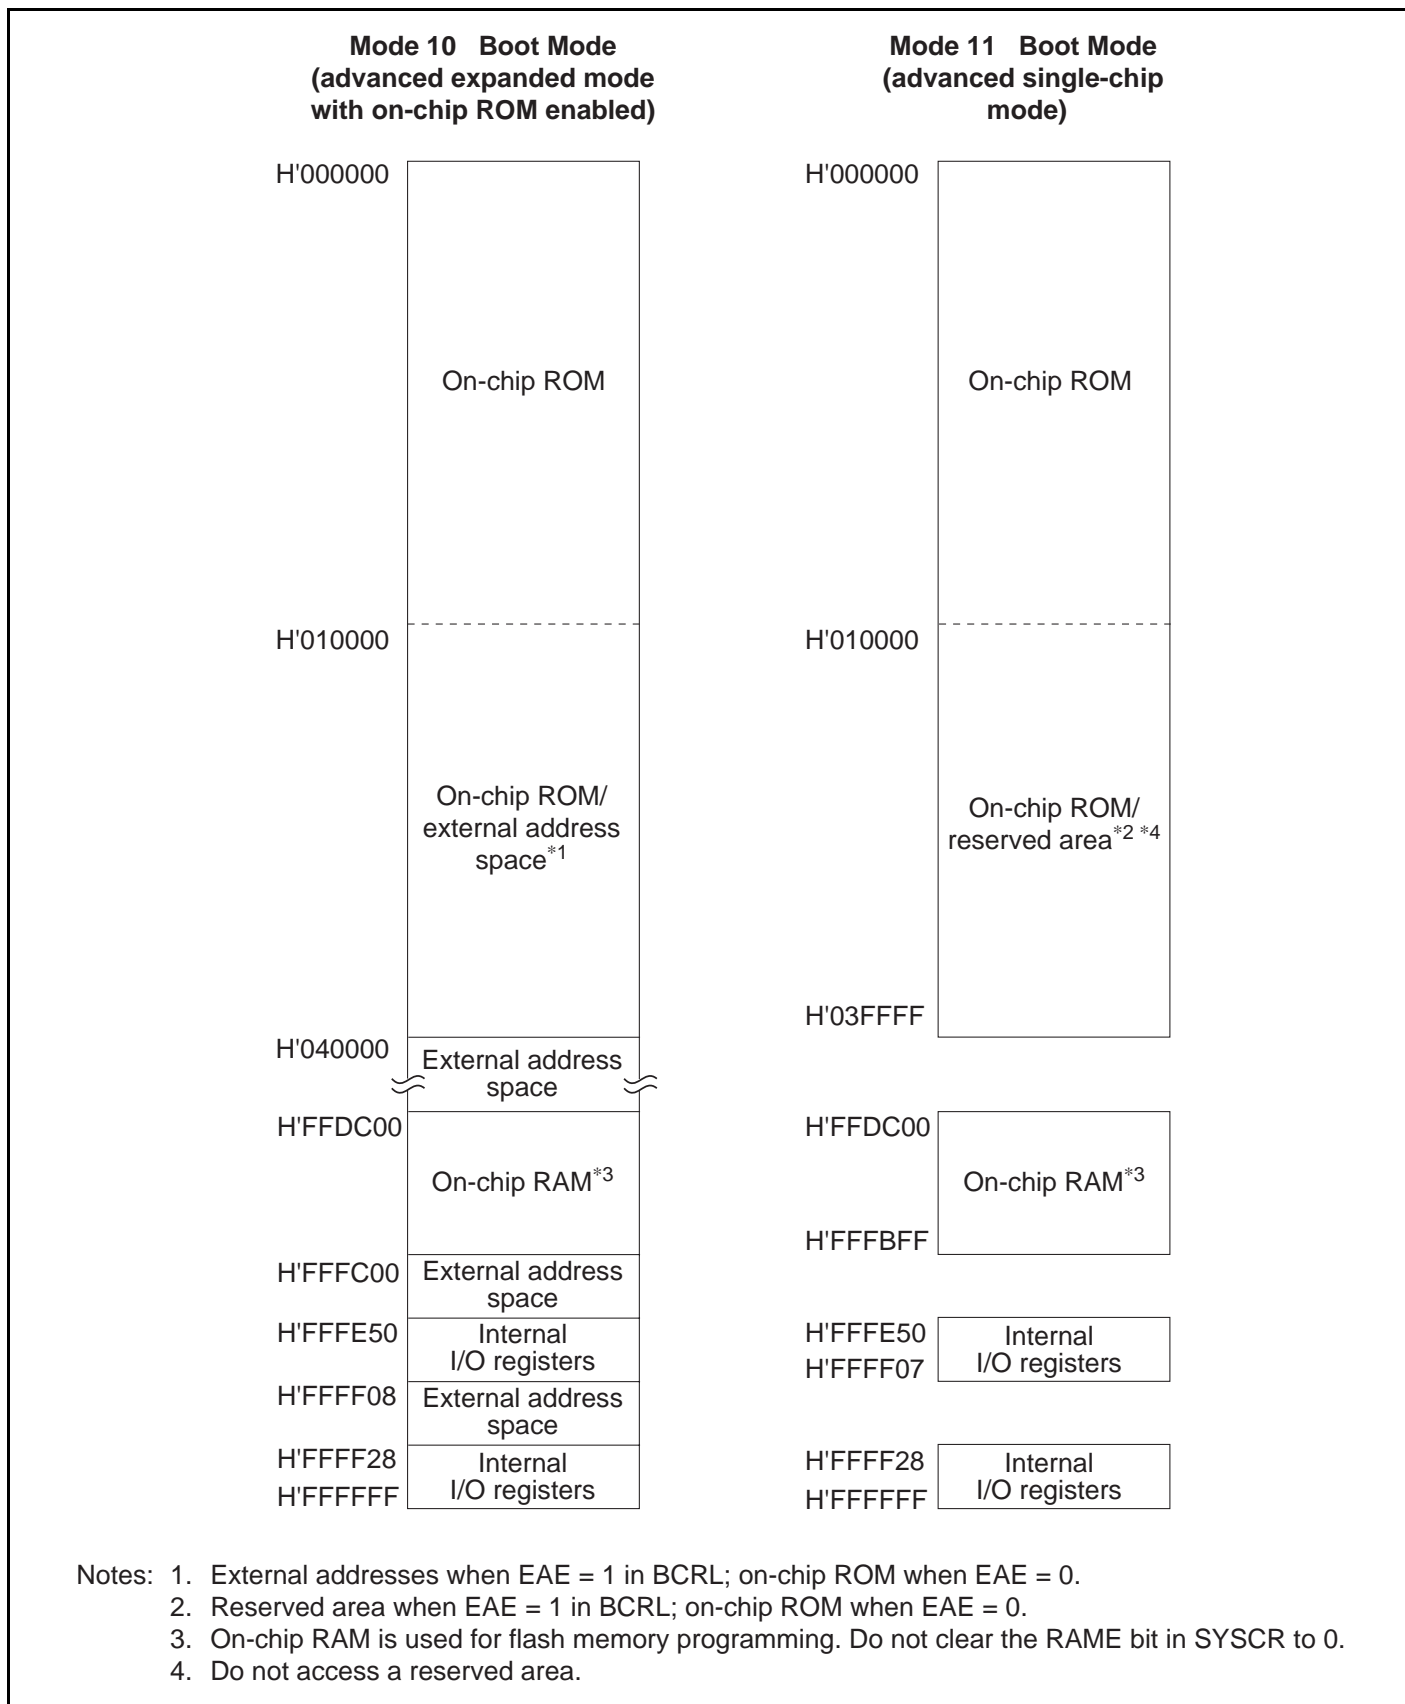 Mode 10 Boot Mode
(advanced expanded mode
with on-chip ROM enabled)
H'000000
On-chip ROM
H'010000
On-chip ROM/
external address
space*1
H'040000
External address
space
H'FFDC00
On-chip RAM*3
H'FFFC00
External address
space
H'FFFE50
Internal
I/O registers
H'FFFF08
External address
space
H'FFFF28
Internal
I/O registers
H'FFFFFF
Mode 11 Boot Mode
(advanced single-chip
mode)
H'000000
On-chip ROM
H'010000
On-chip ROM/
reserved area*2 *4
H'03FFFF
H'FFDC00
On-chip RAM*3
H'FFFBFF
H'FFFE50
Internal
I/O registers
H'FFFF07
H'FFFF28
Internal
I/O registers
H'FFFFFF
Notes: 1. External addresses when EAE = 1 in BCRL; on-chip ROM when EAE = 0.
2. Reserved area when EAE = 1 in BCRL; on-chip ROM when EAE = 0.
3. On-chip RAM is used for flash memory programming. Do not clear the RAME bit in SYSCR to 0.
4. Do not access a reserved area.